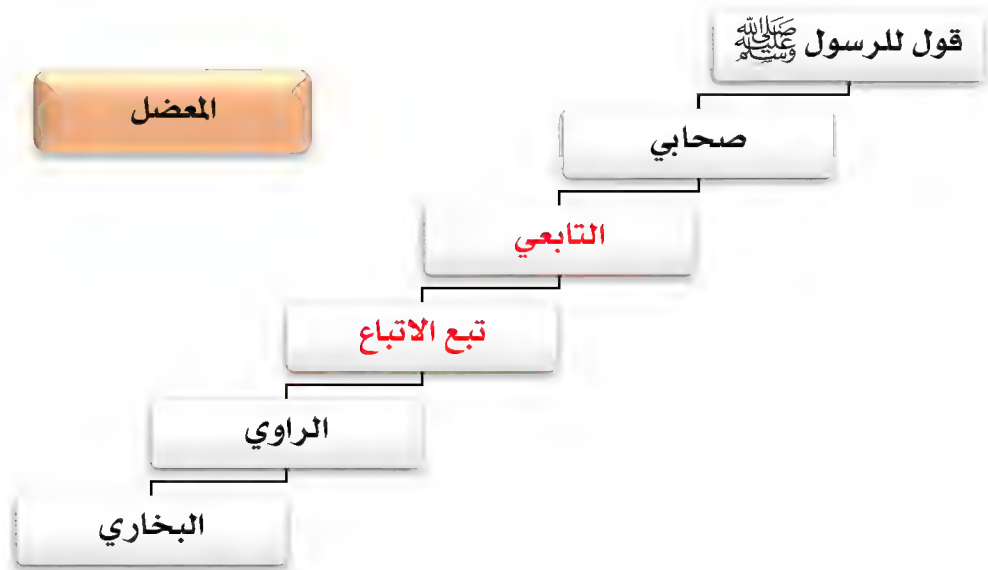 قول للرسول ﷺ
المعضل
صحابي
التابعي
تبع الاتباع
الراوي
البخاري